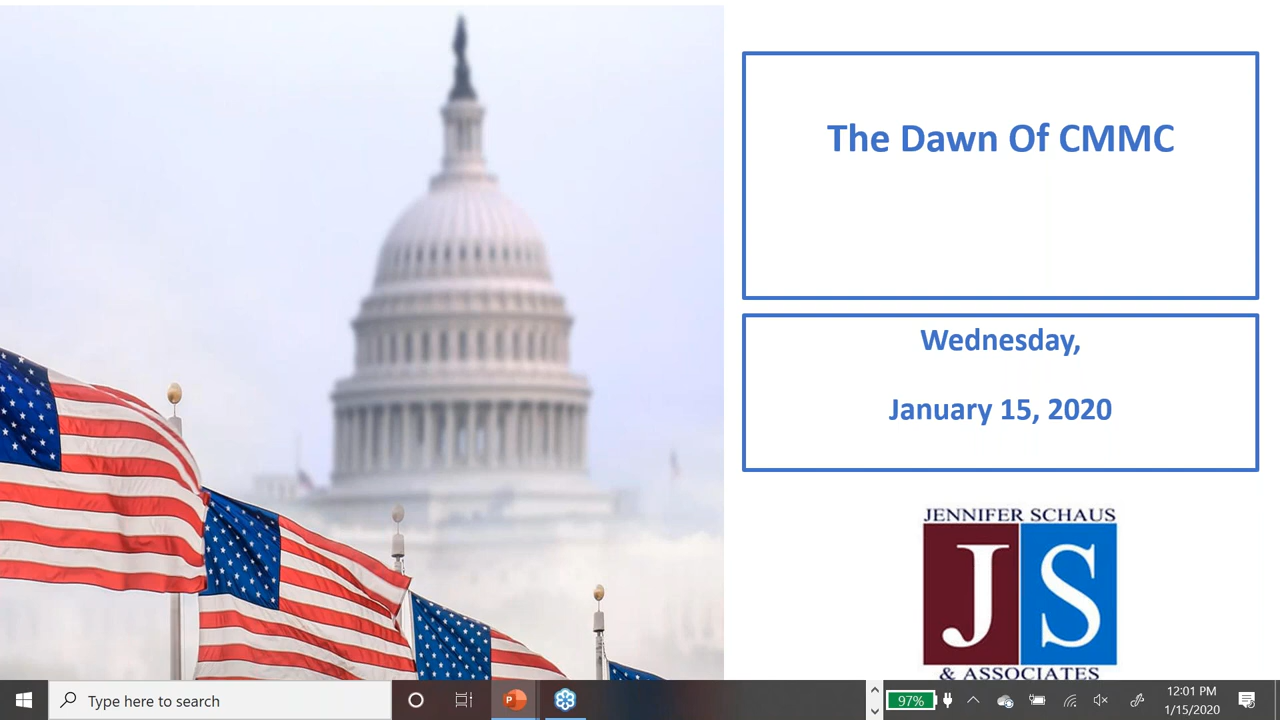 The Dawn Of CMMC
Wednesday,
January 15, 2020
JENNIFER SCHAUS
JS
& ASSOCIATES
Type here to search
97%
12:01 PM
1/15/2020